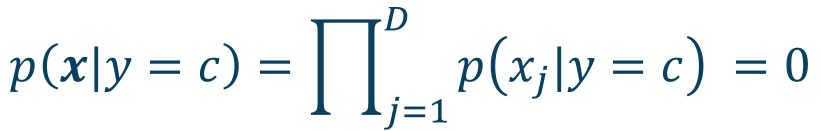 p(x|y = c) = ∏_{j=1}^{D} p(x_j|y = c) = 0